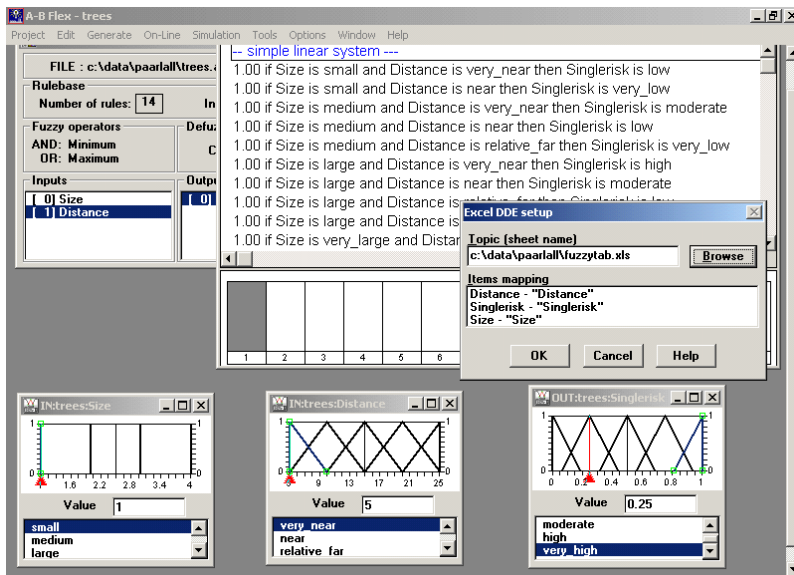 A-B Flex - trees
Project Edit Generate On-Line Simulation Tools Options Window Help
FILE : c:\data\paarlall\trees.
Rulebase
Number of rules: 14 In
Fuzzy operators
AND: Minimum
OR: Maximum
Defuz
C
Inputs
[ 0] Size
[ 1] Distance
Outpu
[ 0]
-- simple linear system ---
1.00 if Size is small and Distance is very_near then Singlerisk is low
1.00 if Size is small and Distance is near then Singlerisk is very_low
1.00 if Size is medium and Distance is very_near then Singlerisk is moderate
1.00 if Size is medium and Distance is near then Singlerisk is low
1.00 if Size is medium and Distance is relative_far then Singlerisk is very_low
1.00 if Size is large and Distance is very_near then Singlerisk is high
1.00 if Size is large and Distance is near then Singlerisk is moderate
1.00 if Size is large and Distance is
1.00 if Size is large and Distance is
1.00 if Size is very_large and Distan
1 2 3 4 5 6
Excel DDE setup
Topic (sheet name)
c:\data\paarlall\fuzzytab.xls Browse
Items mapping
Distance - "Distance"
Singlerisk - "Singlerisk"
Size - "Size"
OK Cancel Help
IN:trees:Size
1
0
1.6 2.2 2.8 3.4 4
Value 1
small
medium
large
IN:trees:Distance
1
0
9 13 17 21 25
Value 5
very_near
near
relative_far
OUT:trees:Singlerisk
1
0
0 0.2 0.4 0.6 0.8 1
Value 0.25
moderate
high
very_high